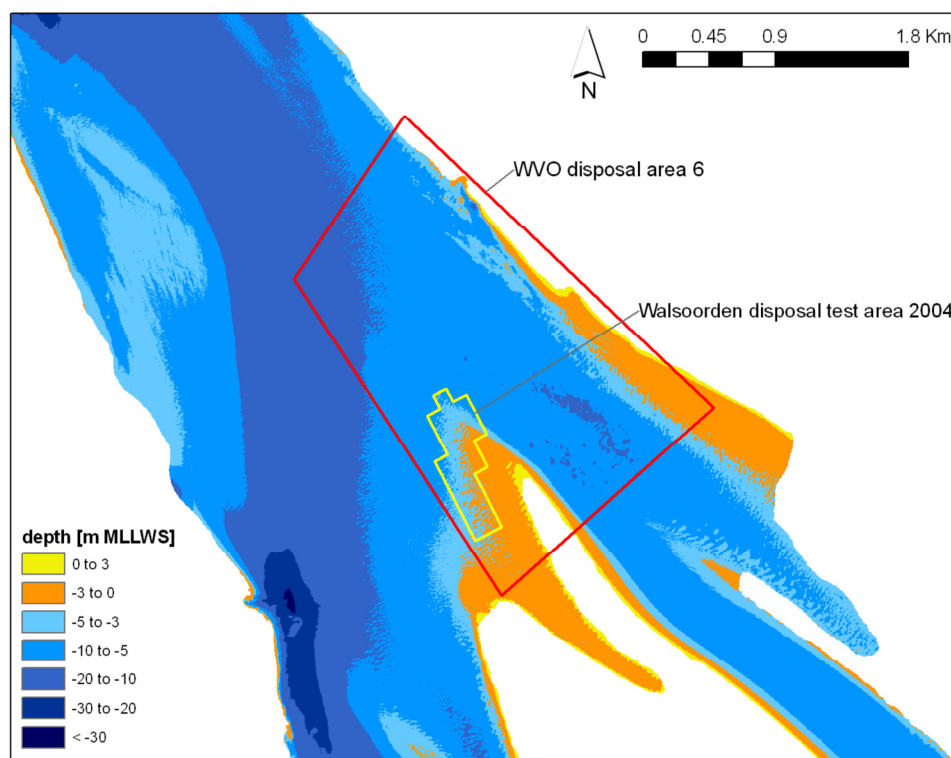 0 0.45 0.9 1.8 Km
N
WVO disposal area 6
Walsoorden disposal test area 2004
depth [m MLLWS]
0 to 3
-3 to 0
-5 to -3
-10 to -5
-20 to -10
-30 to -20
< -30